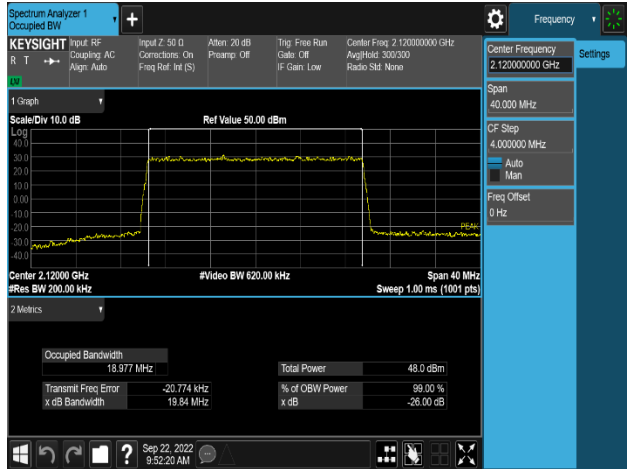 Spectrum Analyzer 1
Occupied BW
+
Frequency
KEYSIGHT
R T
LXI
Input: RF
Coupling: AC
Align: Auto
Input Z: 50 Ω
Corrections: On
Freq Ref: Int (S)
Atten: 20 dB
Preamp: Off
Trig: Free Run
Gate: Off
IF Gain: Low
Center Freq: 2.120000000 GHz
Avg|Hold: 300/300
Radio Std: None
Center Frequency
2.120000000 GHz
Settings
Span
40.000 MHz
CF Step
4.000000 MHz
Auto
Man
Freq Offset
0 Hz
1 Graph
Scale/Div 10.0 dB
Ref Value 50.00 dBm
Log
40.0
30.0
20.0
10.0
0.00
-10.0
-20.0
-30.0
-40.0
PEAK
Center 2.12000 GHz
#Video BW 620.00 kHz
Span 40 MHz
#Res BW 200.00 kHz
Sweep 1.00 ms (1001 pts)
2 Metrics
Occupied Bandwidth
18.977 MHz
Total Power 48.0 dBm
Transmit Freq Error -20.774 kHz
% of OBW Power 99.00 %
x dB Bandwidth 19.84 MHz
x dB -26.00 dB
?
Sep 22, 2022
9:52:20 AM